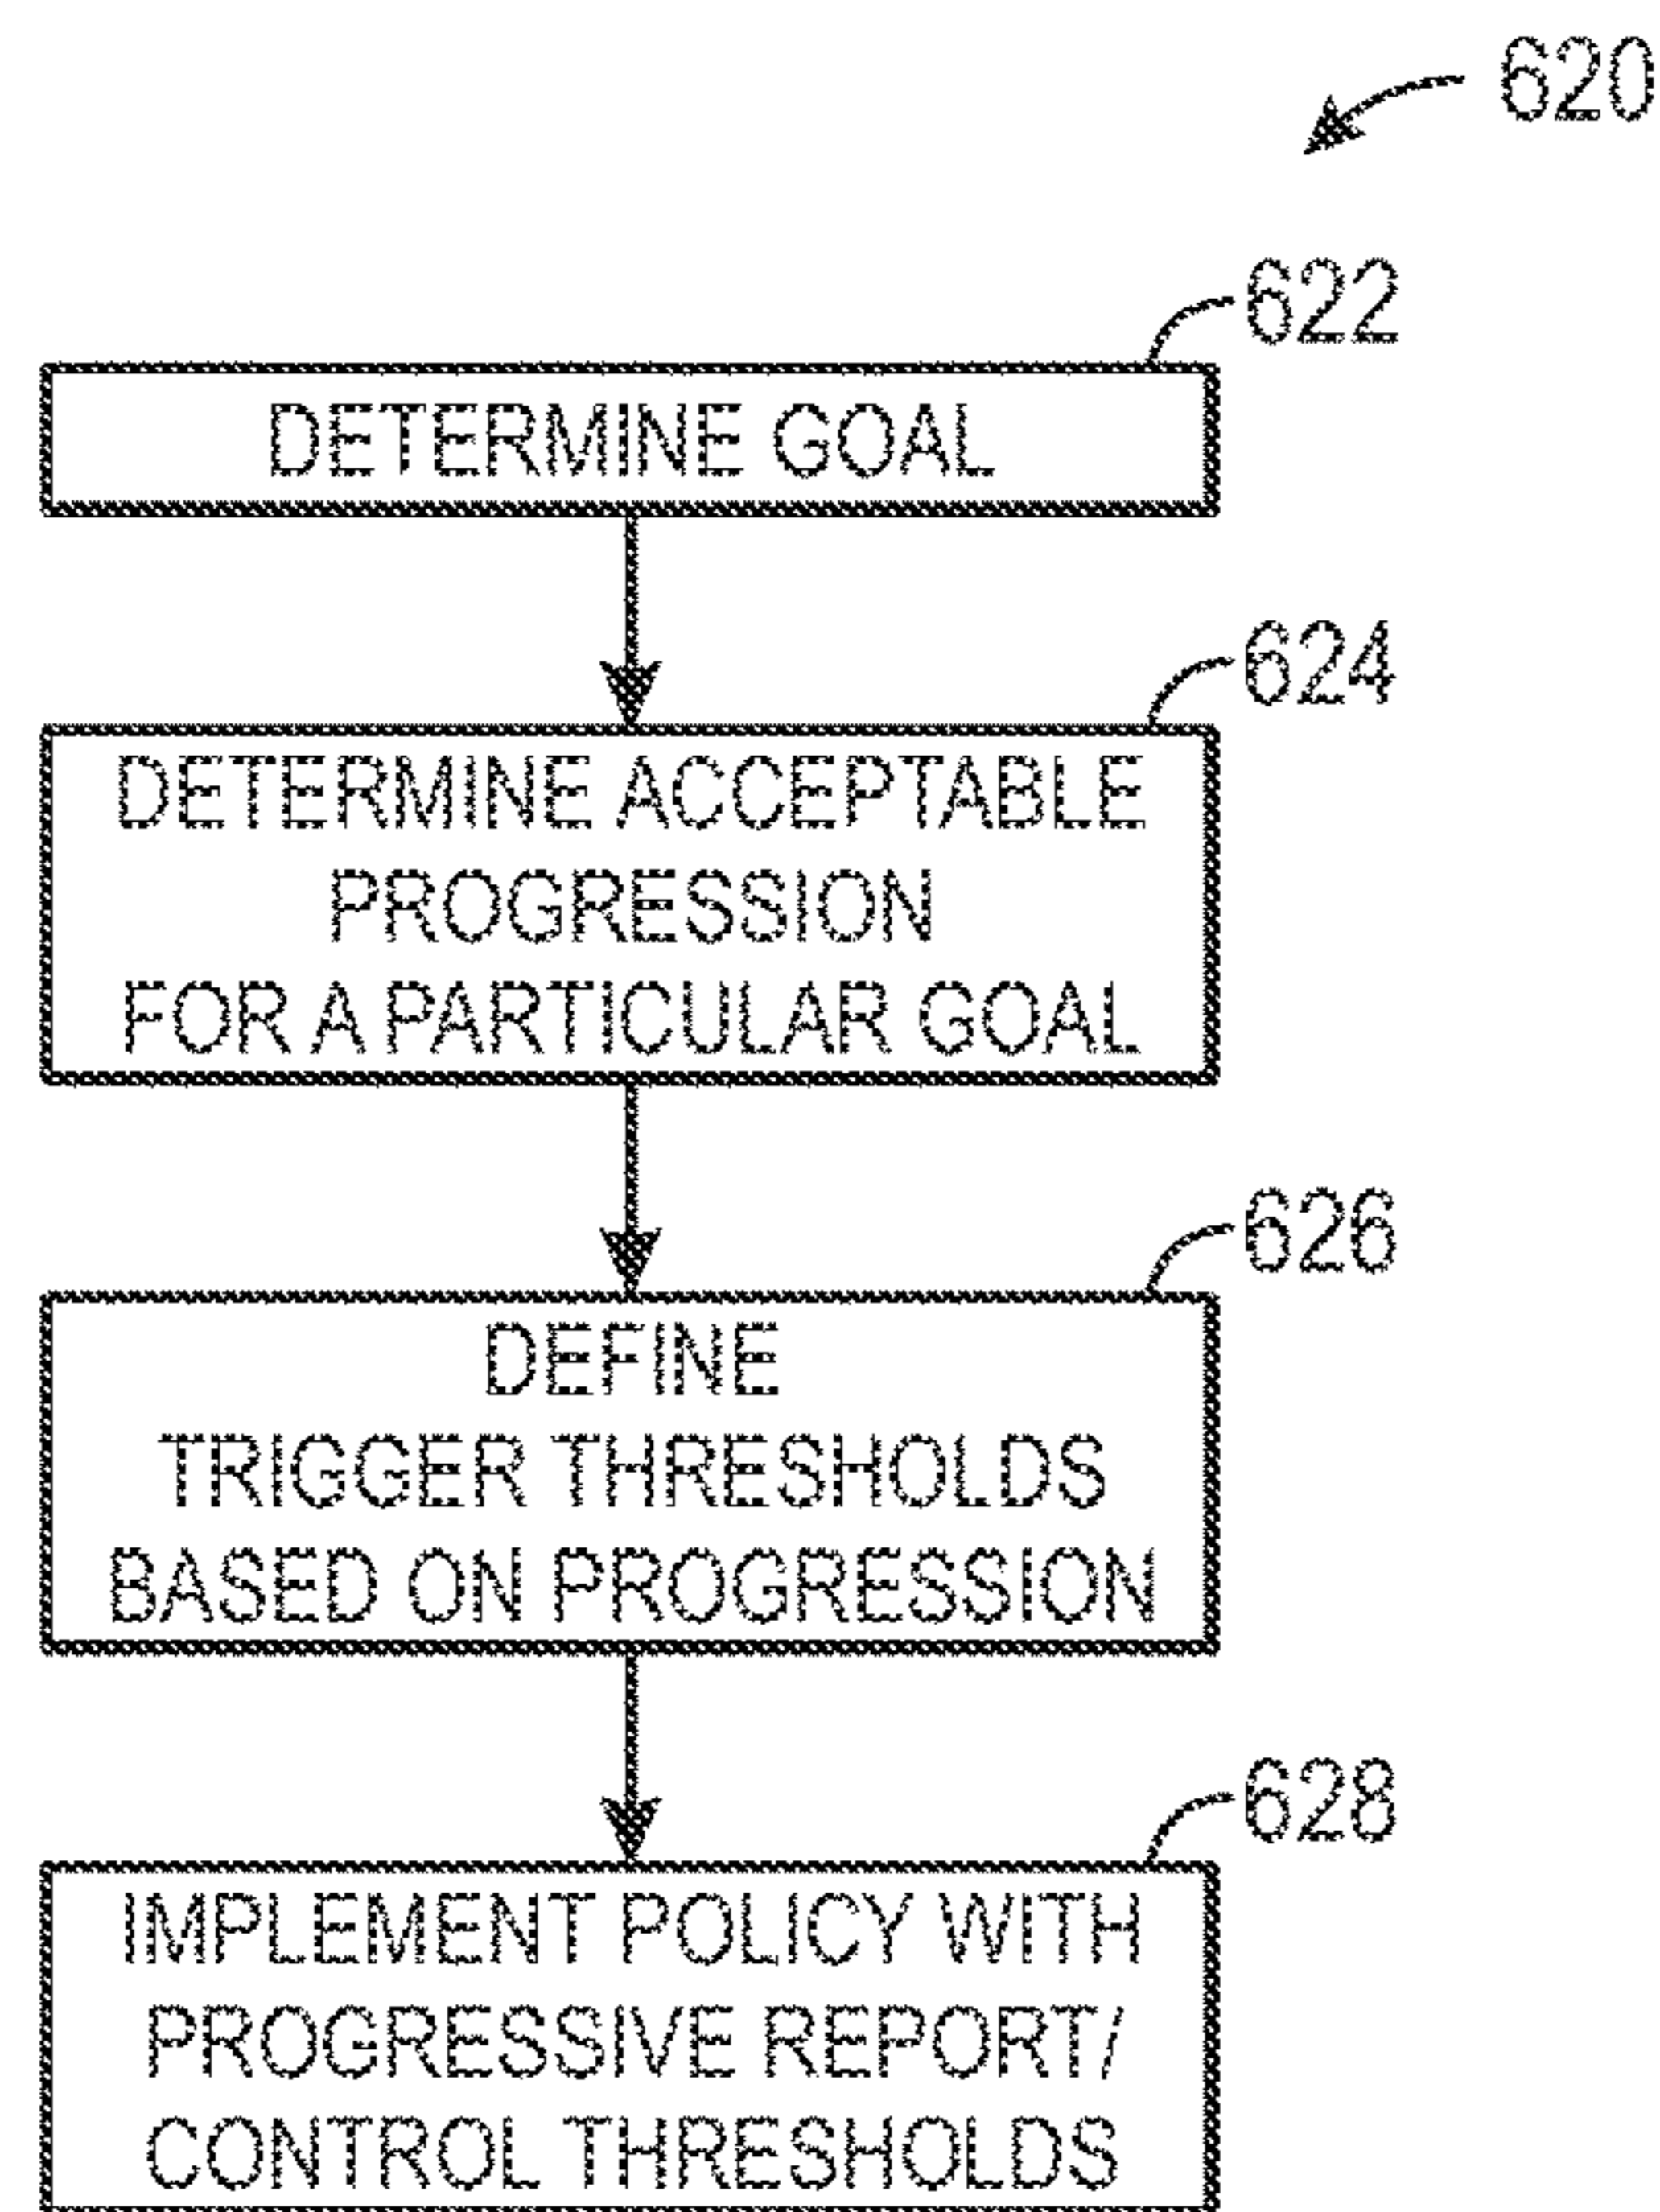 620
622
DETERMINE GOAL
624
DETERMINE ACCEPTABLE
PROGRESSION
FOR A PARTICULAR GOAL
626
DEFINE
TRIGGER THRESHOLDS
BASED ON PROGRESSION
628
IMPLEMENT POLICY WITH
PROGRESSIVE REPORT/
CONTROL THRESHOLDS